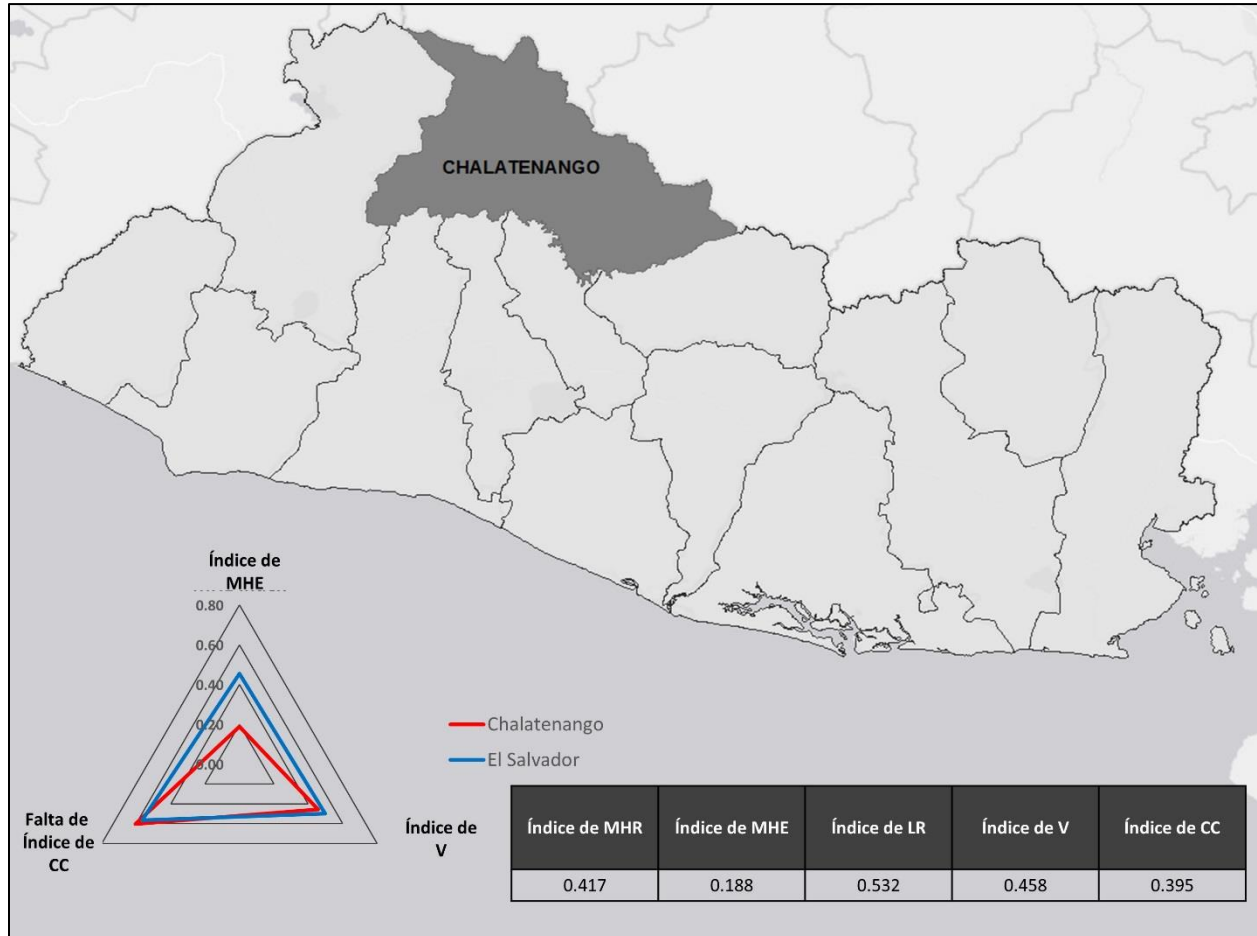 CHALATENANGO
Índice de
MHE
0.80
0.60
0.40
0.20
0.00
Falta de
Índice de
CC
Índice de
V
Chalatenango
El Salvador
Índice de MHR Índice de MHE Índice de LR Índice de V Índice de CC
0.417 0.188 0.532 0.458 0.395